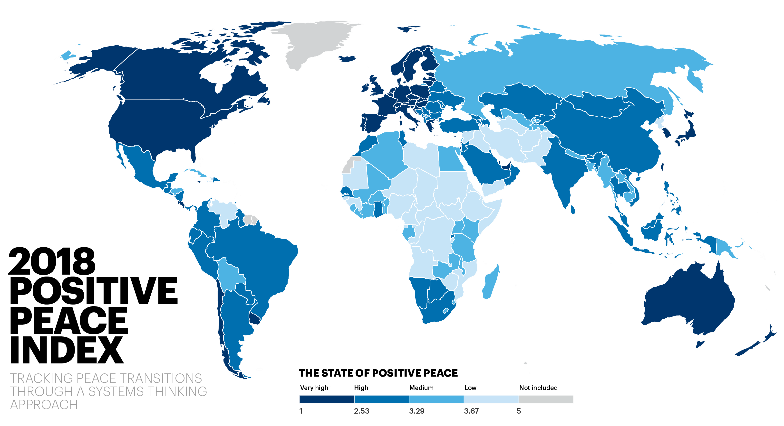 2018
POSITIVE
PEACE
INDEX
TRACKING PEACE TRANSITIONS
THROUGH A SYSTEMS THINKING
APPROACH
THE STATE OF POSITIVE PEACE
Very high High Medium Low Not included
1 2.53 3.29 3.67 5